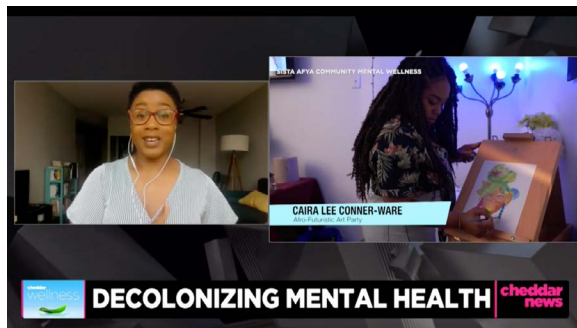 SISTA AFYA COMMUNITY MENTAL WELLNESS
CAIRA LEE CONNER-WARE
Afro-Futuristic Art Party
cheddar
wellness
DECOLONIZING MENTAL HEALTH
cheddar
news